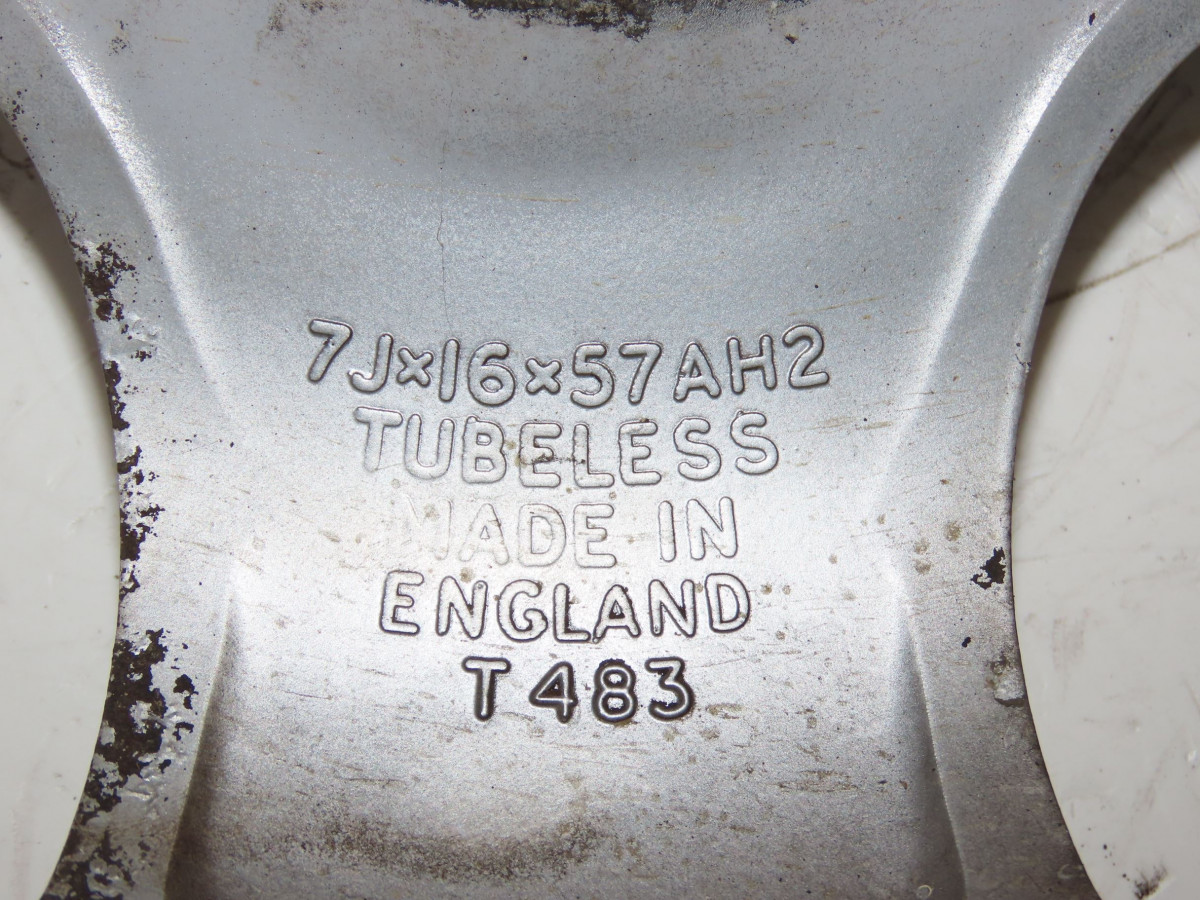 7J×16×57AH2
TUBELESS
MADE IN
ENGLAND
T 483